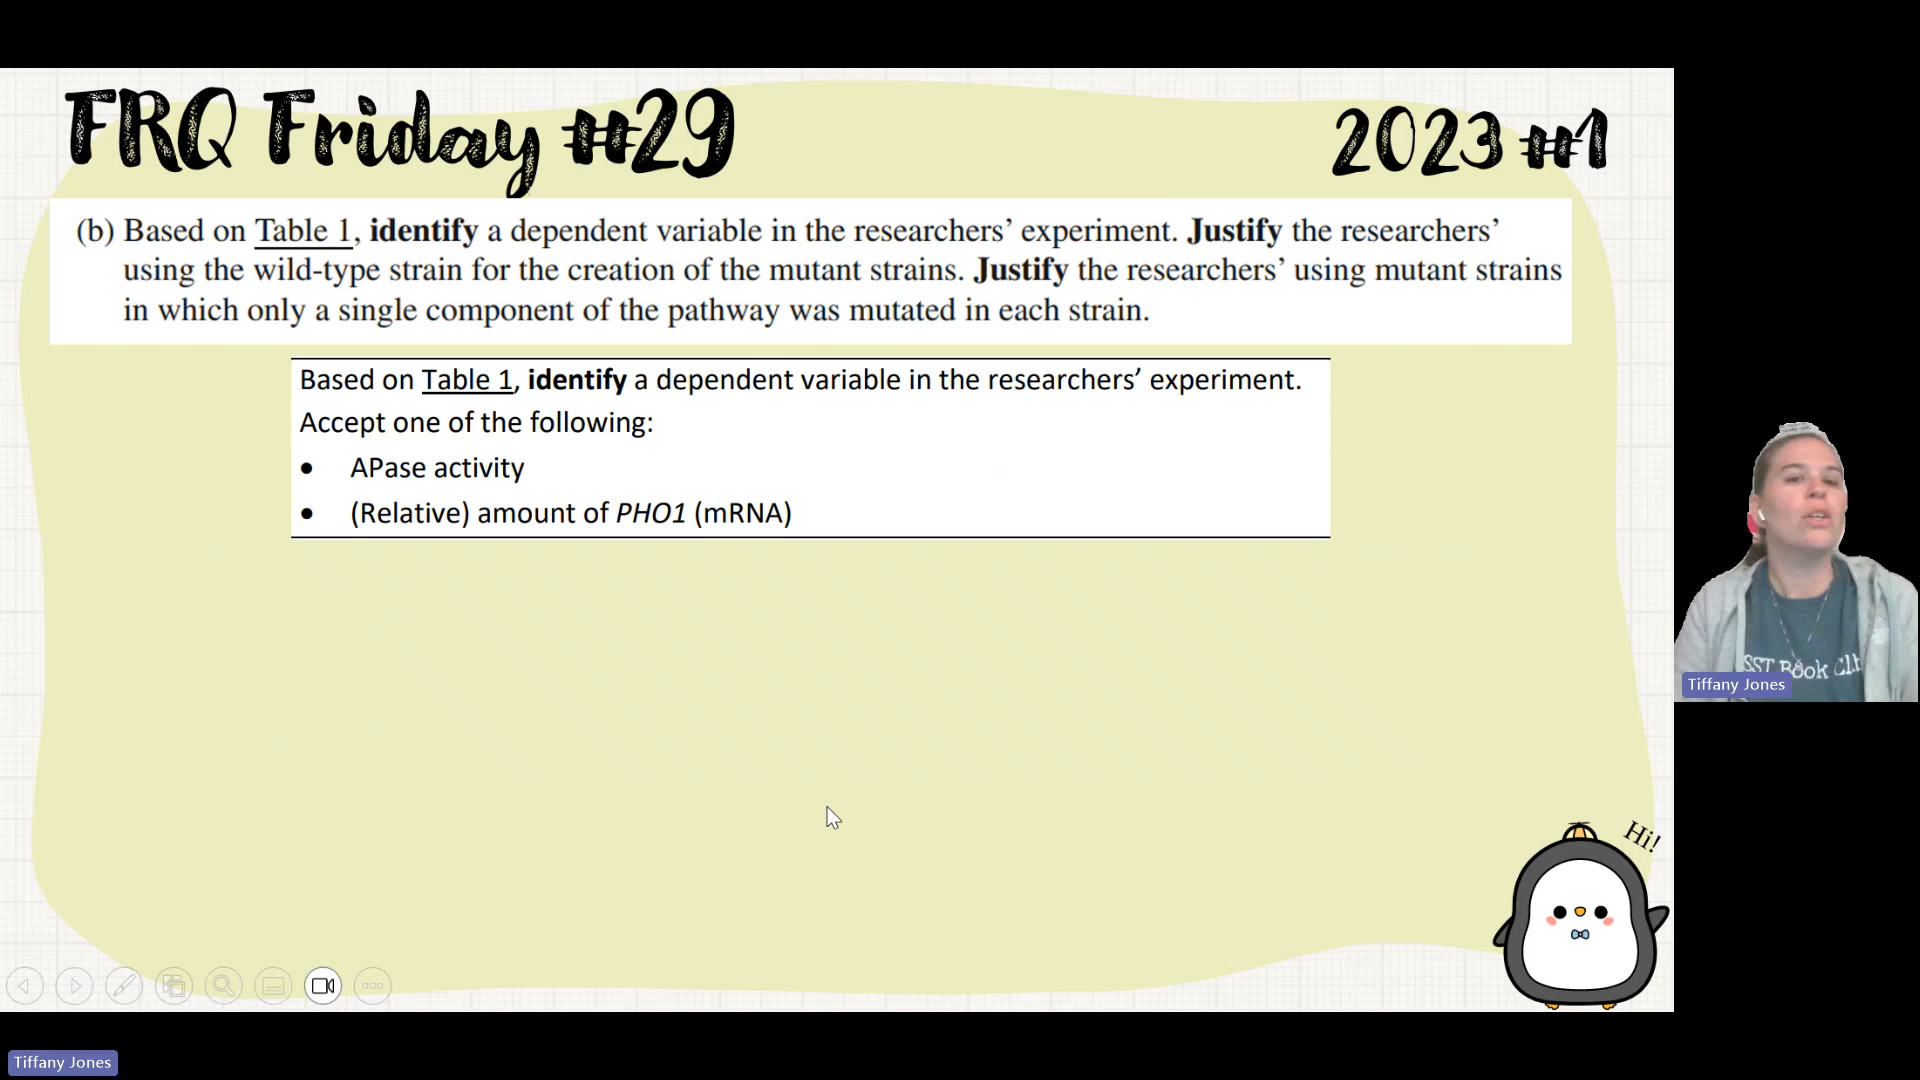 FRQ Friday #29
2023 #1
(b) Based on Table 1, identify a dependent variable in the researchers’ experiment. Justify the researchers’
using the wild-type strain for the creation of the mutant strains. Justify the researchers’ using mutant strains
in which only a single component of the pathway was mutated in each strain.
Based on Table 1, identify a dependent variable in the researchers’ experiment.
Accept one of the following:
• APase activity
• (Relative) amount of PHO1 (mRNA)
SST Book Clu
Tiffany Jones
Hi!
Tiffany Jones